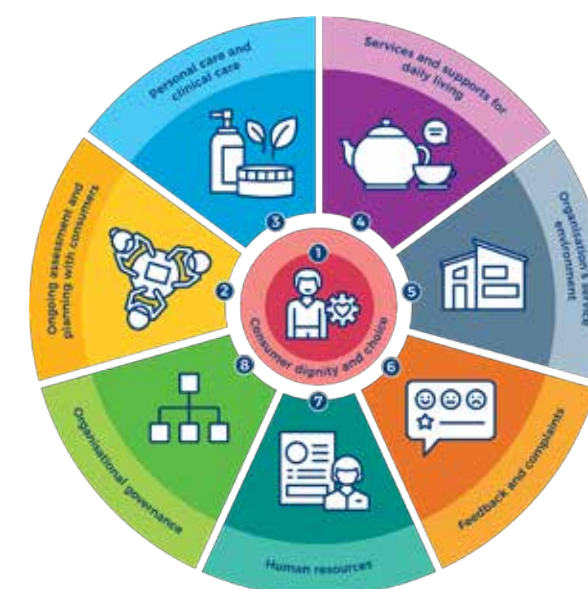 1
Consumer dignity and choice
2
Ongoing assessment and
planning with consumers
3
Personal care and
clinical care
4
Services and supports for
daily living
5
Organisation's service
environment
6
Feedback and complaints
7
Human resources
8
Organisational governance